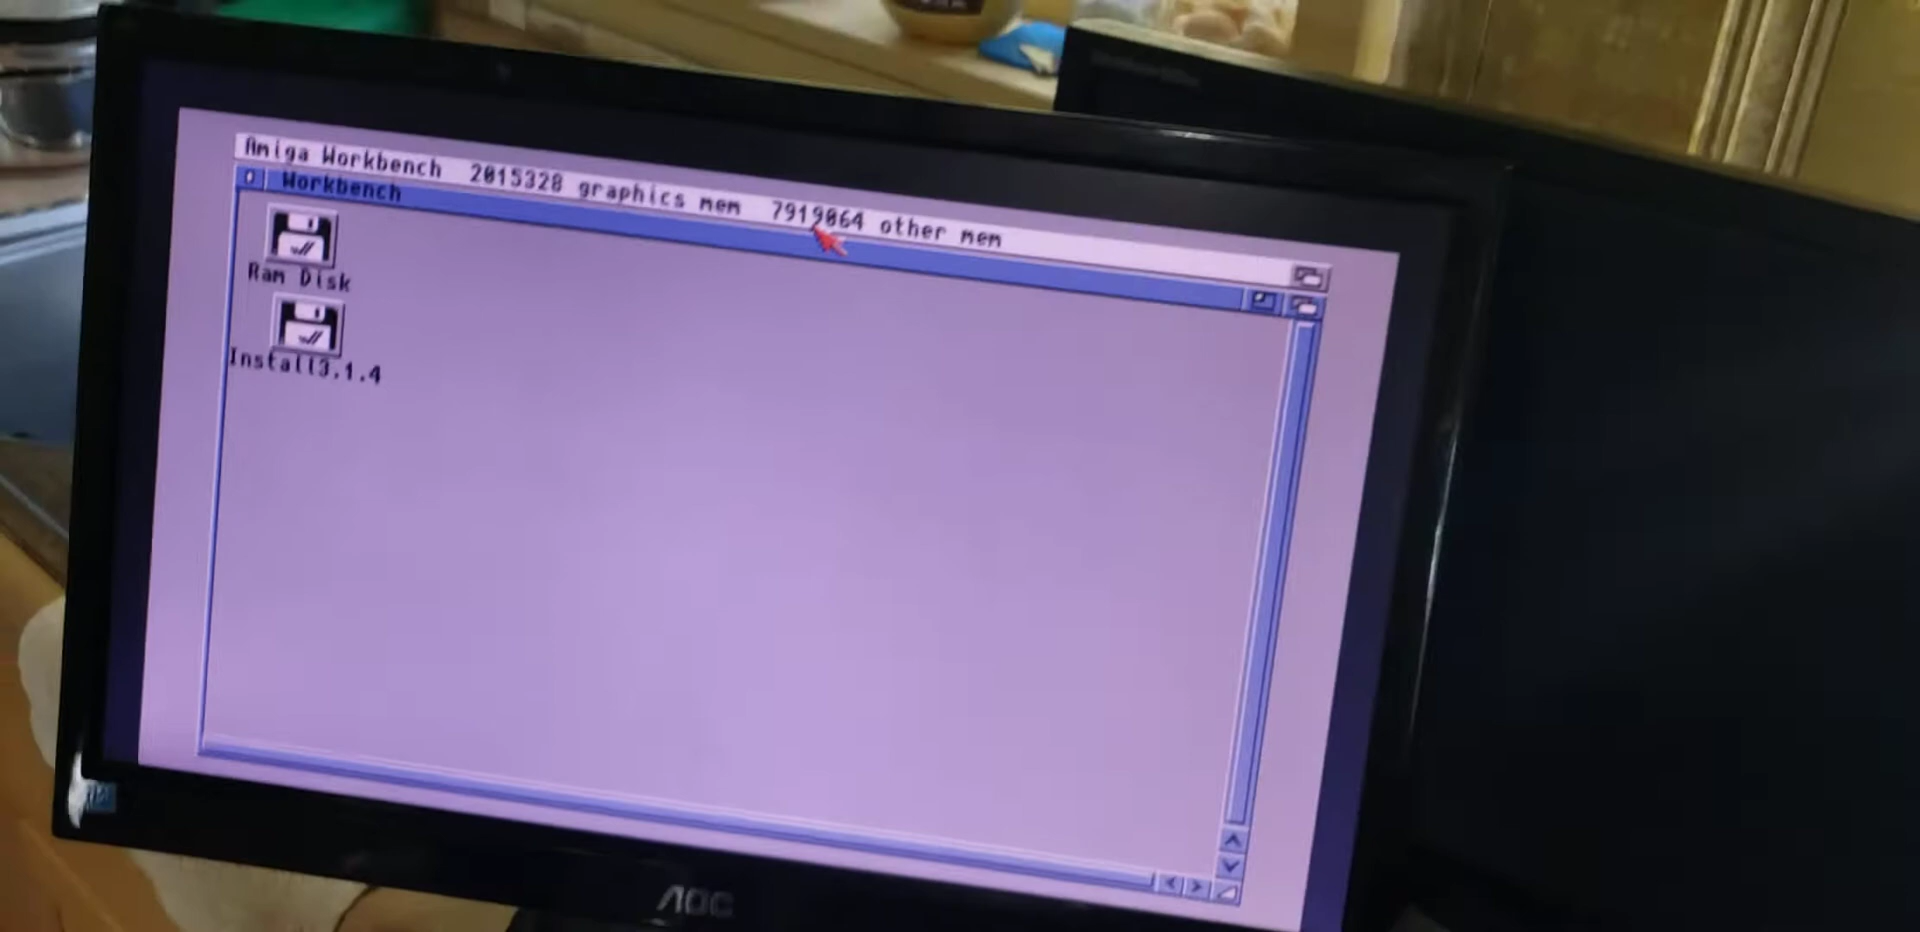 Amiga Workbench 2015328 graphics mem 7919064 other mem
Workbench
Ram Disk
Install3.1.4
AOC